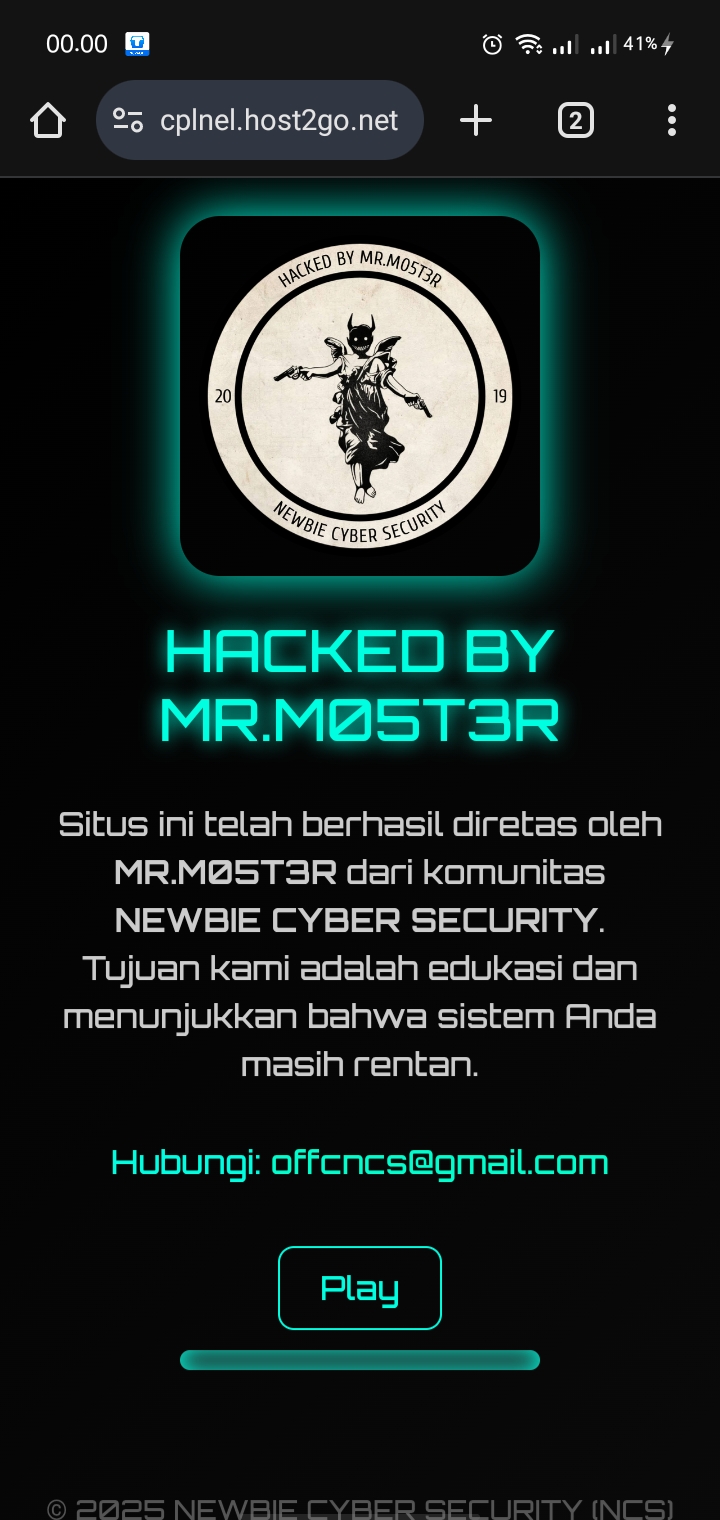 00.00
41%
cplnel.host2go.net
2
HACKED BY MR.M05T3R
20
19
NEWBIE CYBER SECURITY
HACKED BY
MR.MØ5T3R
Situs ini telah berhasil diretas oleh
MR.MØ5T3R dari komunitas
NEWBIE CYBER SECURITY.
Tujuan kami adalah edukasi dan
menunjukkan bahwa sistem Anda
masih rentan.
Hubungi: offcncs@gmail.com
Play
© 2025 NEWBIE CYBER SECURITY (NCS)